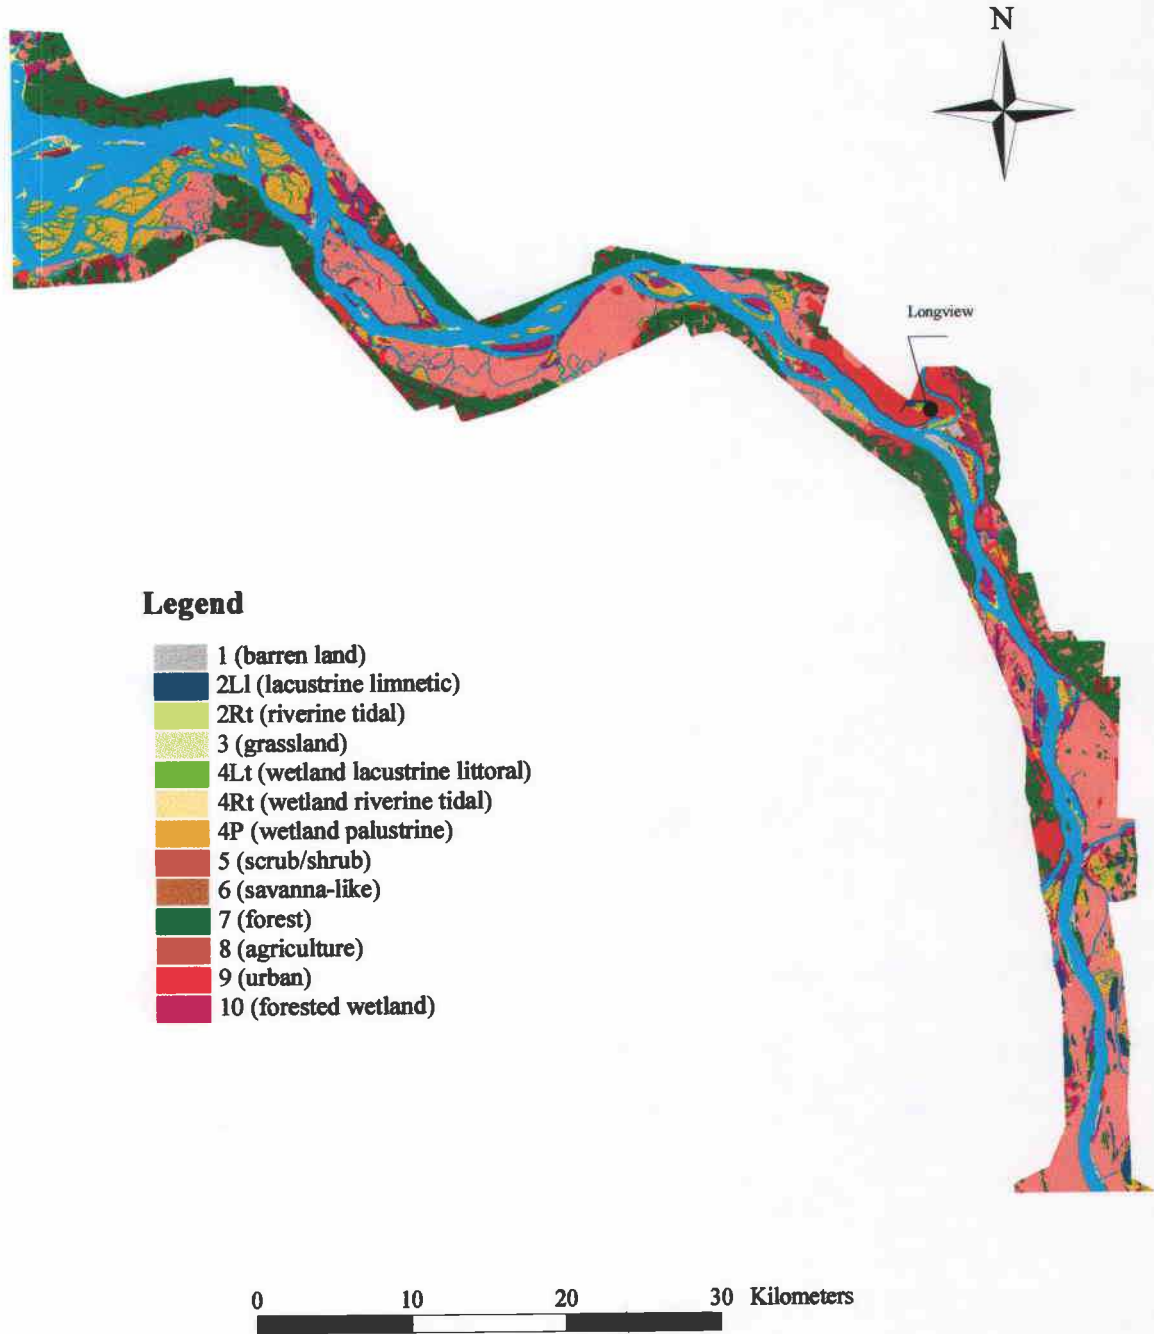 N
Longview
Legend
1 (barren land)
2Ll (lacustrine limnetic)
2Rt (riverine tidal)
3 (grassland)
4Lt (wetland lacustrine littoral)
4Rt (wetland riverine tidal)
4P (wetland palustrine)
5 (scrub/shrub)
6 (savanna-like)
7 (forest)
8 (agriculture)
9 (urban)
10 (forested wetland)
0 10 20 30 Kilometers